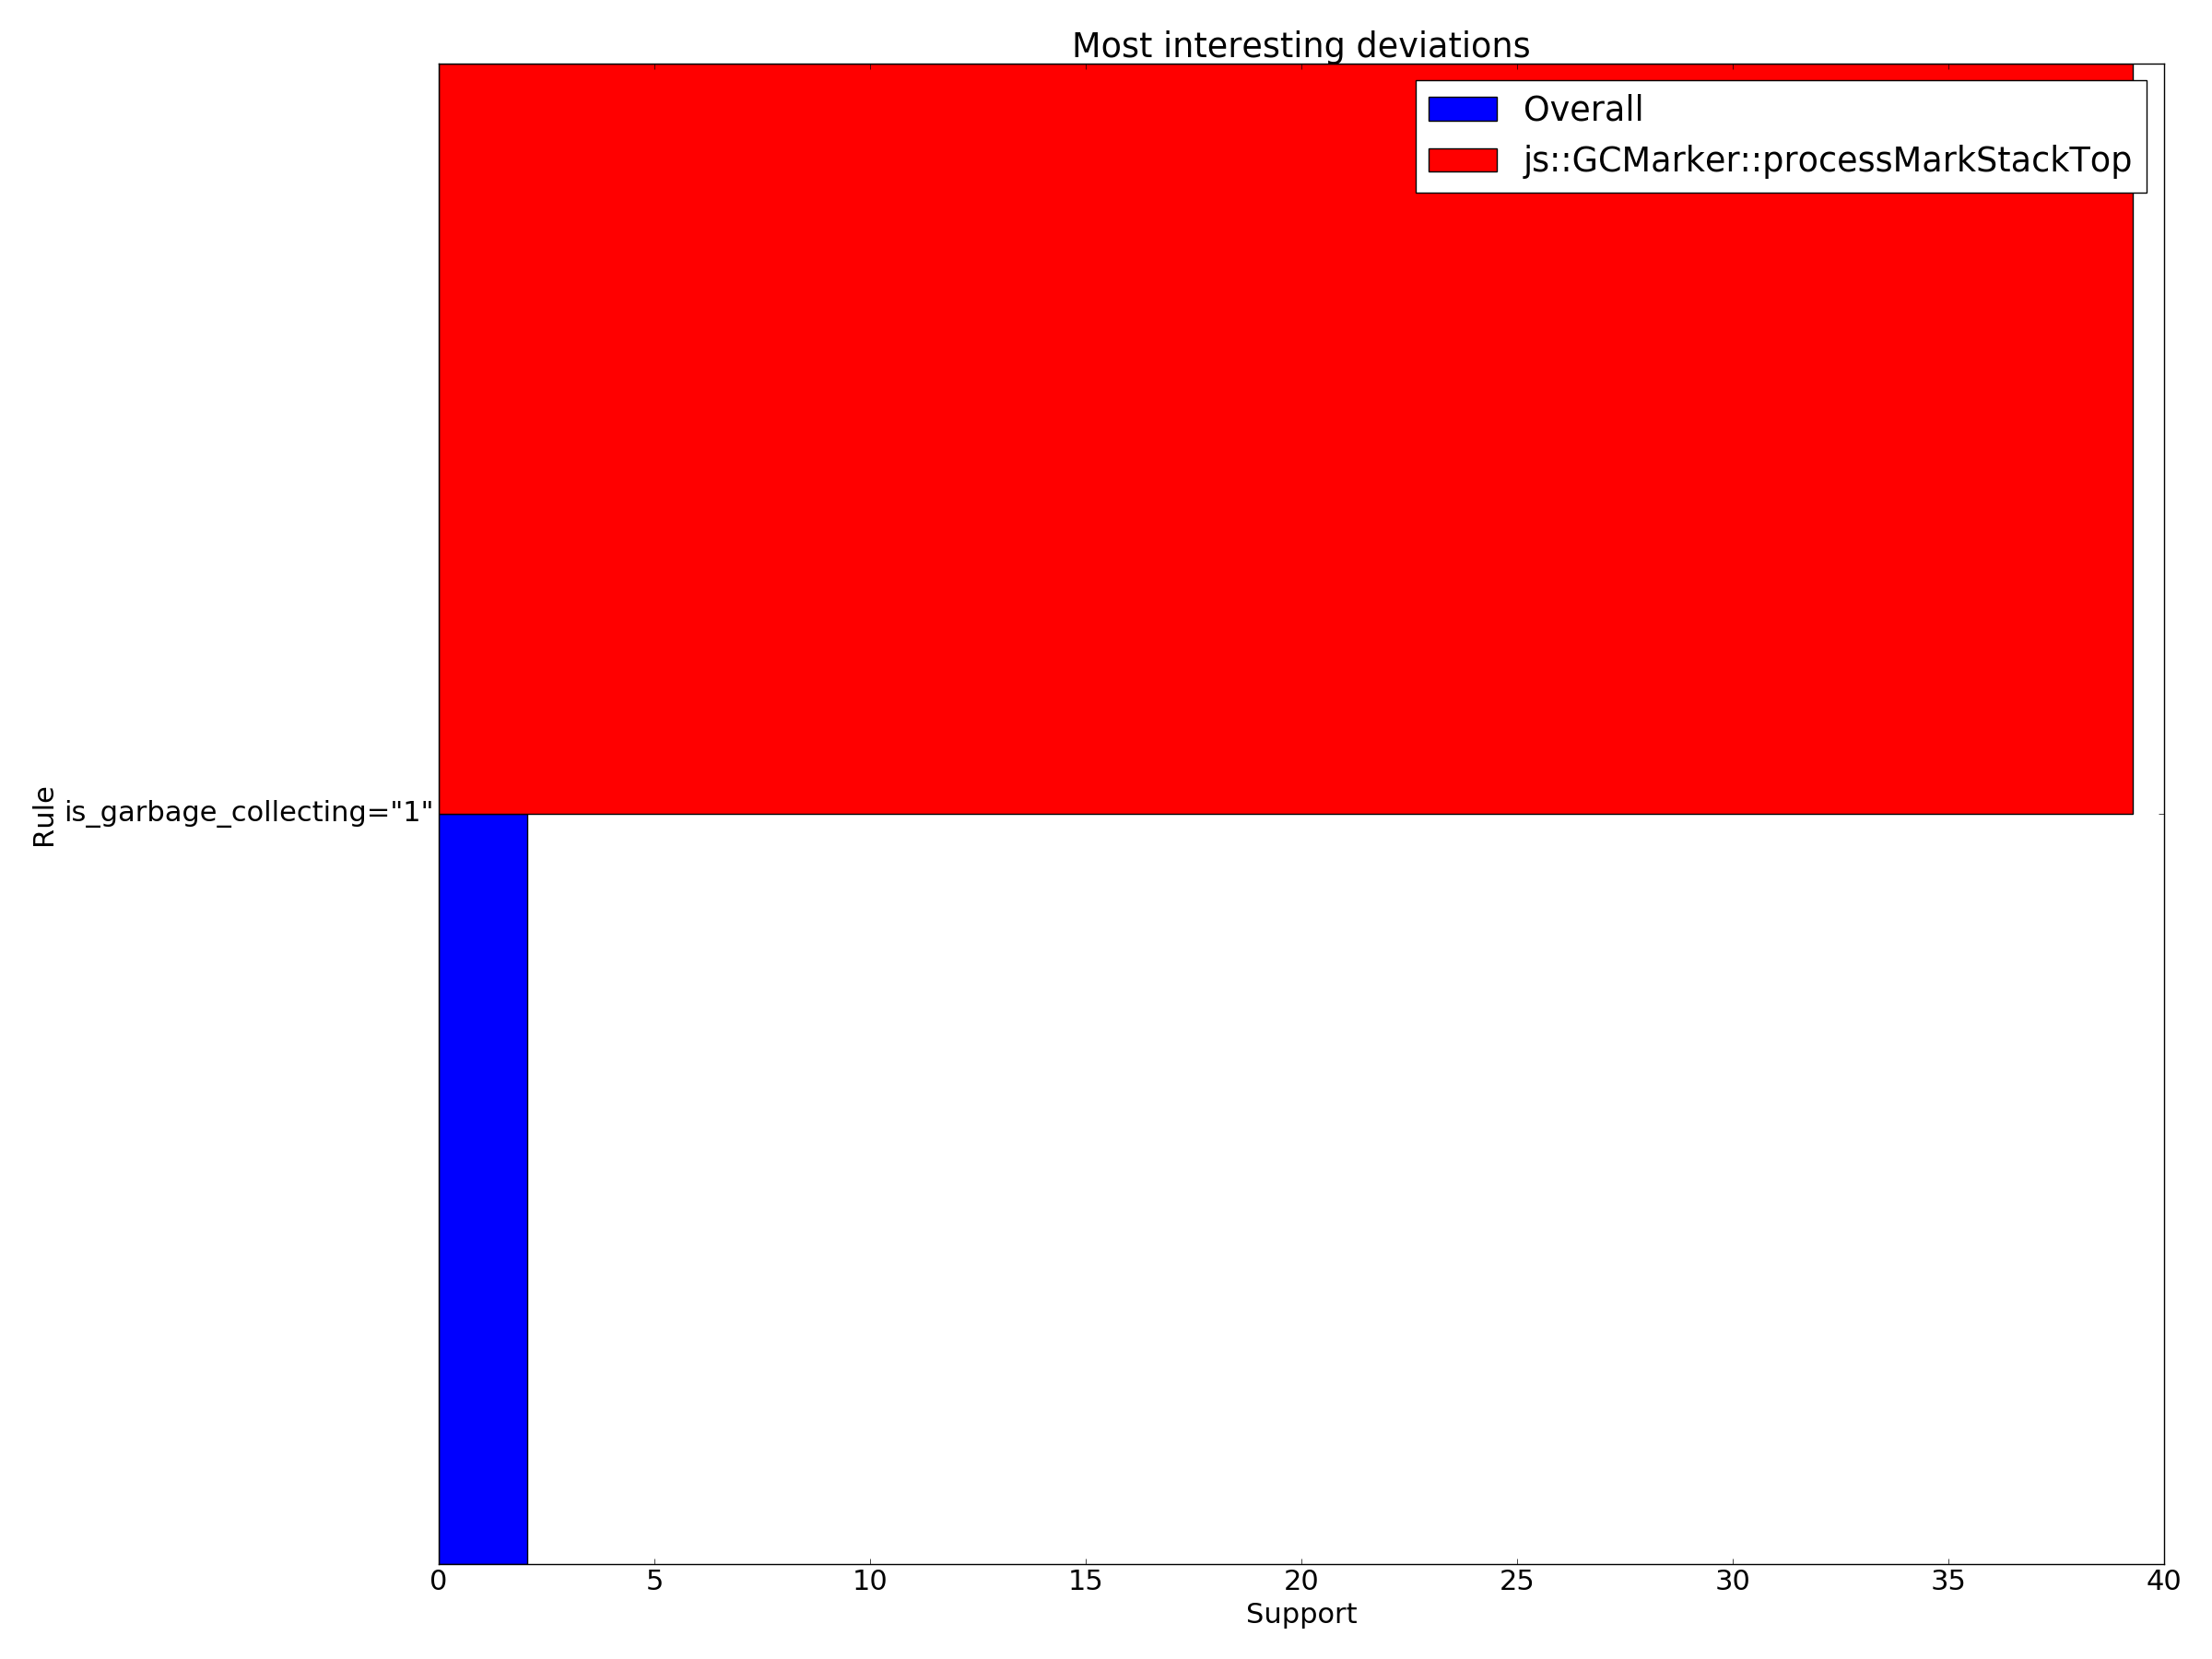 Most interesting deviations
Overall
js::GCMarker::processMarkStackTop
Rule
is_garbage_collecting="1"
0 5 10 15 20 25 30 35 40
Support